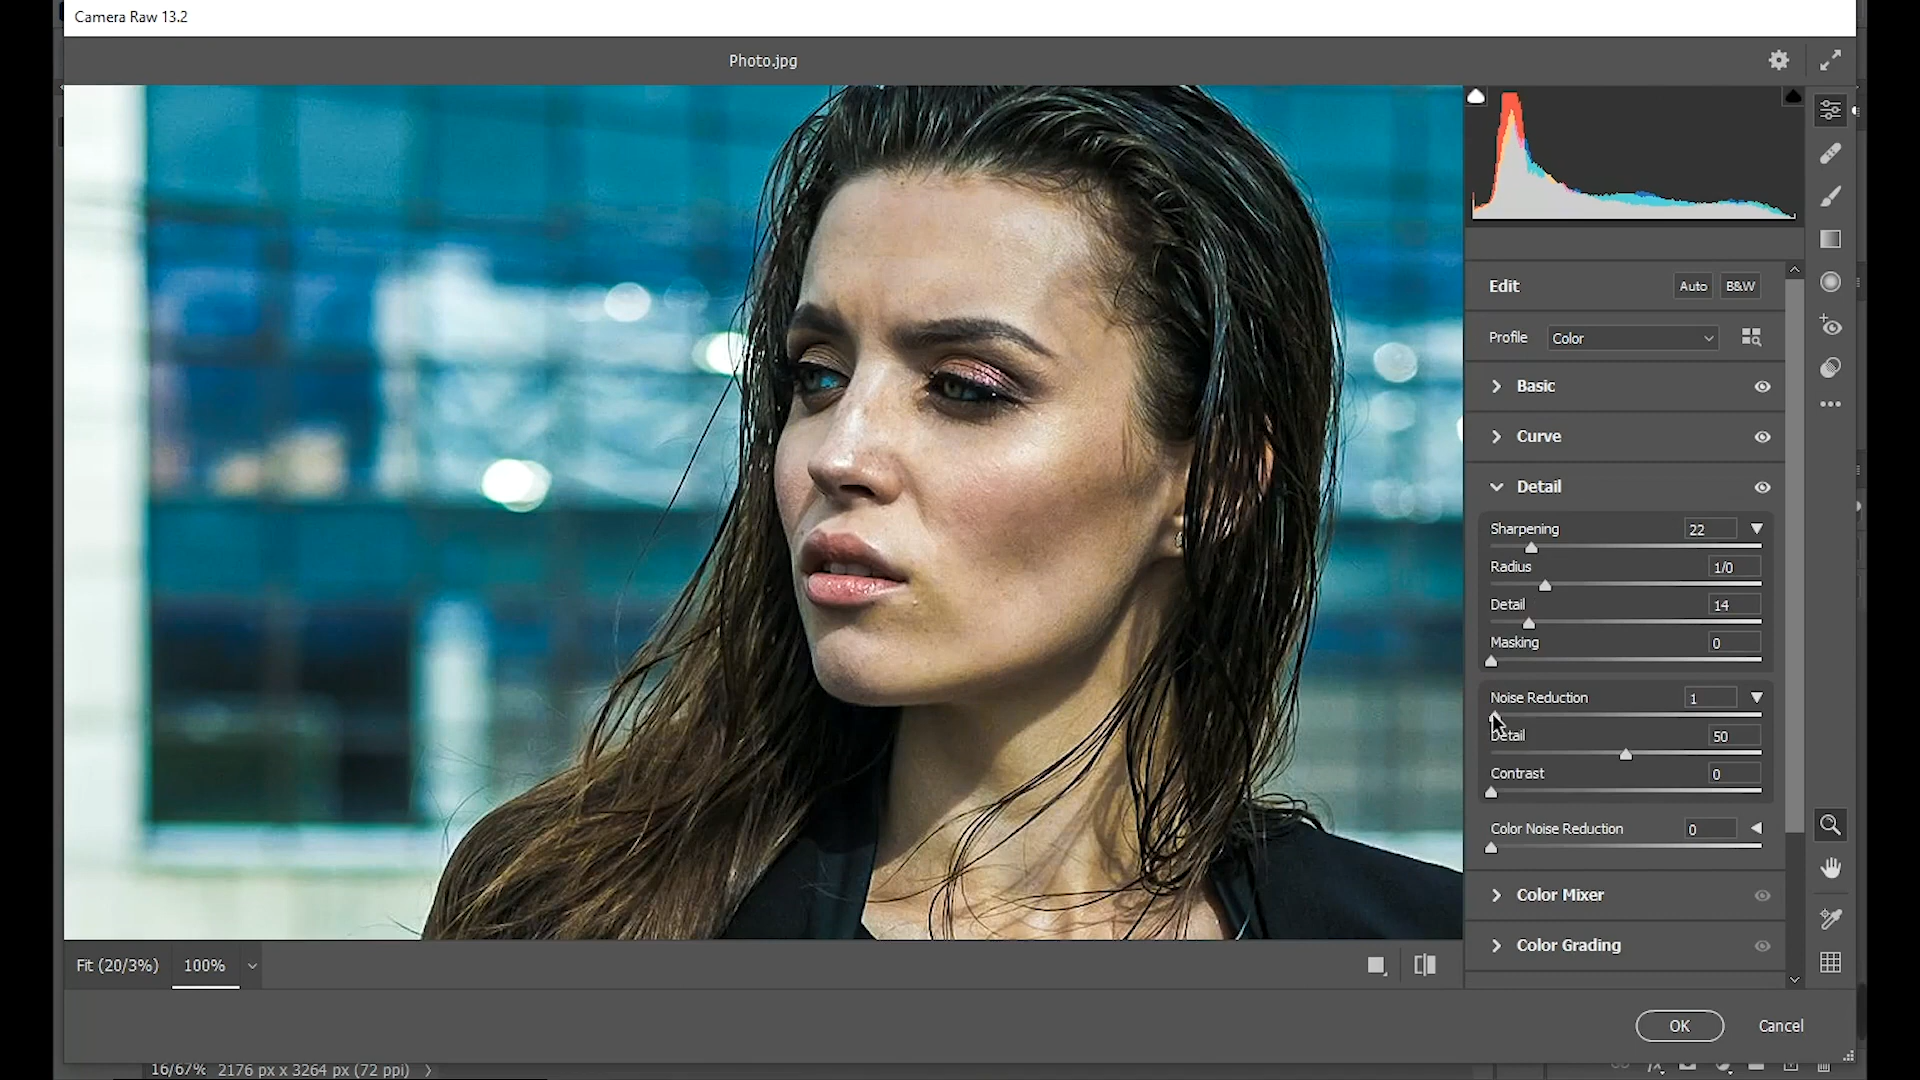 Camera Raw 13.2
Photo.jpg
Edit
Auto
B&W
Profile
Color
Basic
Curve
Detail
Sharpening 22
Radius 1/0
Detail 14
Masking 0
Noise Reduction 1
Detail 50
Contrast 0
Color Noise Reduction 0
Color Mixer
Color Grading
Fit (20/3%) 100%
OK Cancel
16/67% 2176 px x 3264 px (72 ppi)